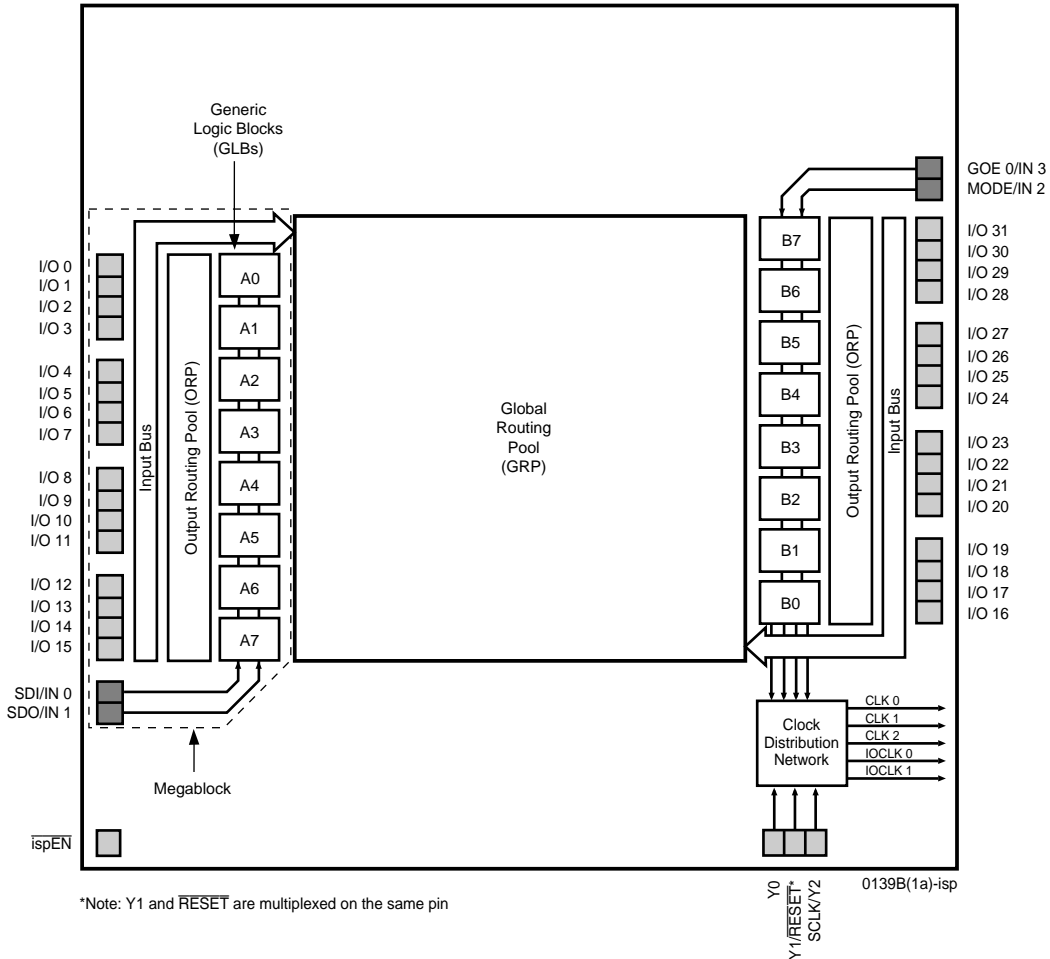 Generic
Logic Blocks
(GLBs)
GOE 0/IN 3
MODE/IN 2
I/O 0
I/O 1
I/O 2
I/O 3
I/O 4
I/O 5
I/O 6
I/O 7
I/O 8
I/O 9
I/O 10
I/O 11
I/O 12
I/O 13
I/O 14
I/O 15
SDI/IN 0
SDO/IN 1
Input Bus
Output Routing Pool (ORP)
A0
A1
A2
A3
A4
A5
A6
A7
Global
Routing
Pool
(GRP)
B7
B6
B5
B4
B3
B2
B1
B0
Output Routing Pool (ORP)
Input Bus
I/O 31
I/O 30
I/O 29
I/O 28
I/O 27
I/O 26
I/O 25
I/O 24
I/O 23
I/O 22
I/O 21
I/O 20
I/O 19
I/O 18
I/O 17
I/O 16
Megablock
Clock
Distribution
Network
CLK 0
CLK 1
CLK 2
IOCLK 0
IOCLK 1
ispEN
Y0
Y1/RESET*
SCLK/Y2
0139B(1a)-isp
*Note: Y1 and RESET are multiplexed on the same pin